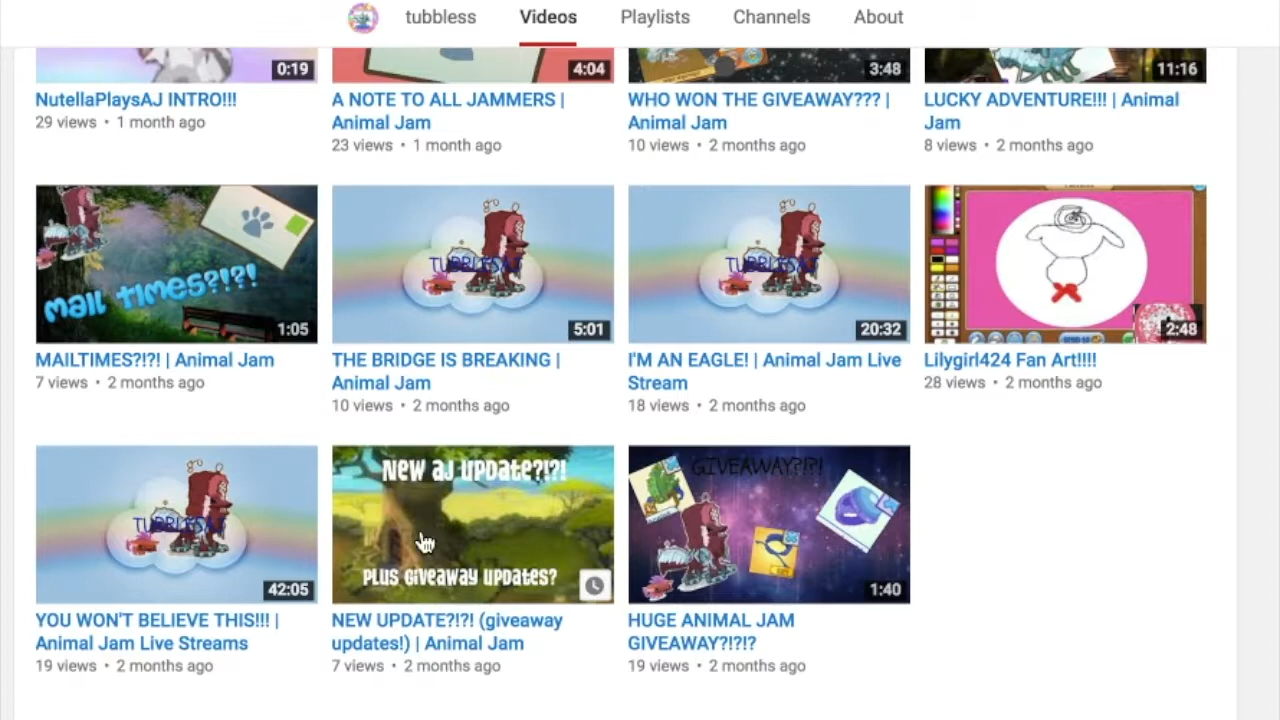 tubbless Videos Playlists Channels About
0:19 4:04 3:48 11:16
NutellaPlaysAJ INTRO!!!
29 views • 1 month ago
A NOTE TO ALL JAMMERS |
Animal Jam
23 views • 1 month ago
WHO WON THE GIVEAWAY??? |
Animal Jam
10 views • 2 months ago
LUCKY ADVENTURE!!! | Animal
Jam
8 views • 2 months ago
mail times?!?!
1:05
MAILTIMES?!?! | Animal Jam
7 views • 2 months ago
5:01
THE BRIDGE IS BREAKING |
Animal Jam
10 views • 2 months ago
20:32
I'M AN EAGLE! | Animal Jam Live
Stream
18 views • 2 months ago
2:48
Lilygirl424 Fan Art!!!!
28 views • 2 months ago
42:05
YOU WON'T BELIEVE THIS!!! |
Animal Jam Live Streams
19 views • 2 months ago
New aj update?!?!
plus giveaway updates?
NEW UPDATE?!?! (giveaway
updates!) | Animal Jam
7 views • 2 months ago
GIVEAWAY?!?!
1:40
HUGE ANIMAL JAM
GIVEAWAY?!?!?
19 views • 2 months ago